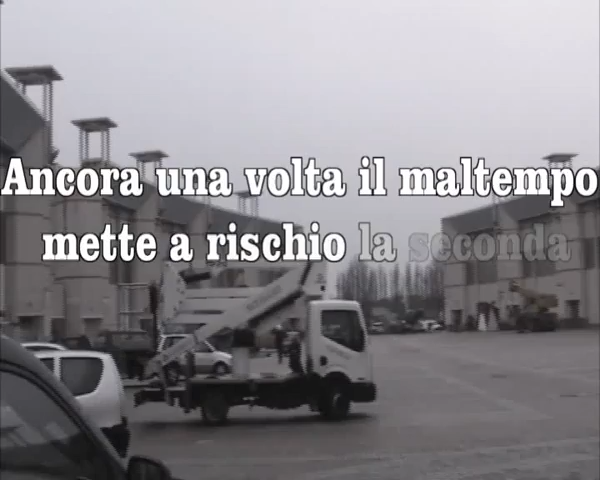 Ancora una volta il maltempo
mette a rischio la seconda